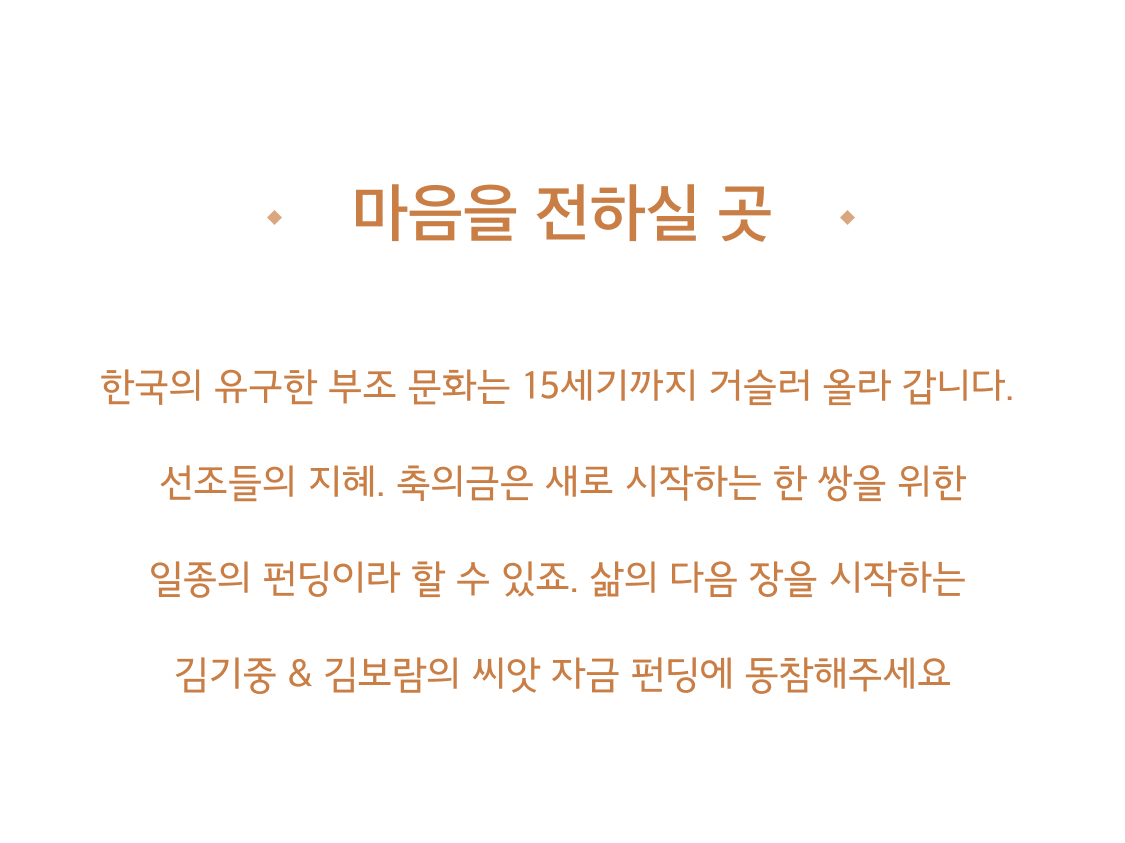 마음을 전하실 곳
한국의 유구한 부조 문화는 15세기까지 거슬러 올라 갑니다.
선조들의 지혜. 축의금은 새로 시작하는 한 쌍을 위한
일종의 펀딩이라 할 수 있죠. 삶의 다음 장을 시작하는
김기중 & 김보람의 씨앗 자금 펀딩에 동참해주세요